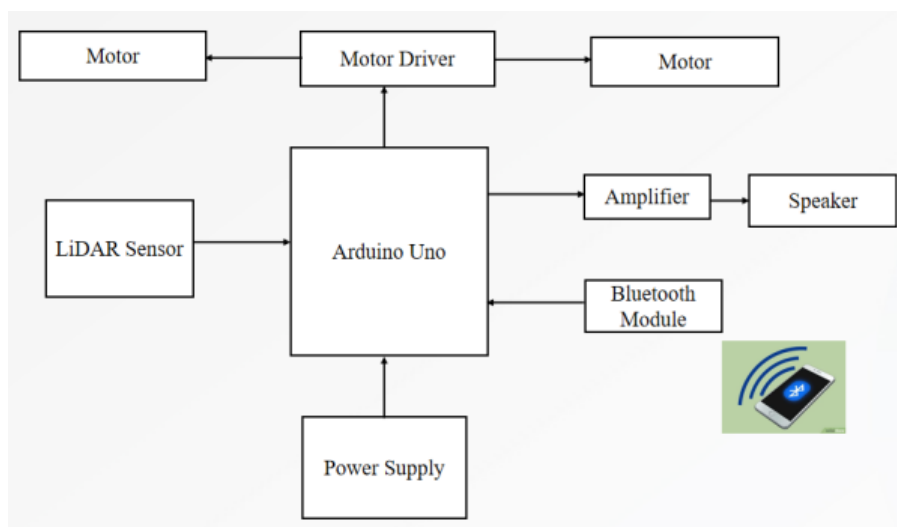 Motor
Motor Driver
Motor
LiDAR Sensor
Arduino Uno
Amplifier
Speaker
Bluetooth
Module
Power Supply